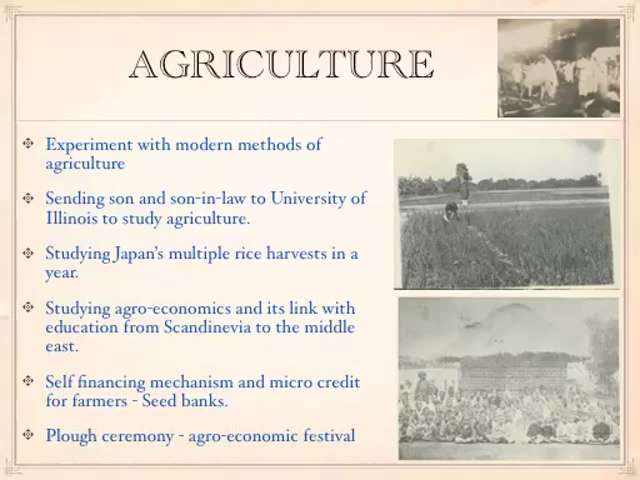 AGRICULTURE
Experiment with modern methods of
agriculture
Sending son and son-in-law to University of
Illinois to study agriculture.
Studying Japan's multiple rice harvests in a
year.
Studying agro-economics and its link with
education from Scandinevia to the middle
east.
Self financing mechanism and micro credit
for farmers - Seed banks.
Plough ceremony - agro-economic festival